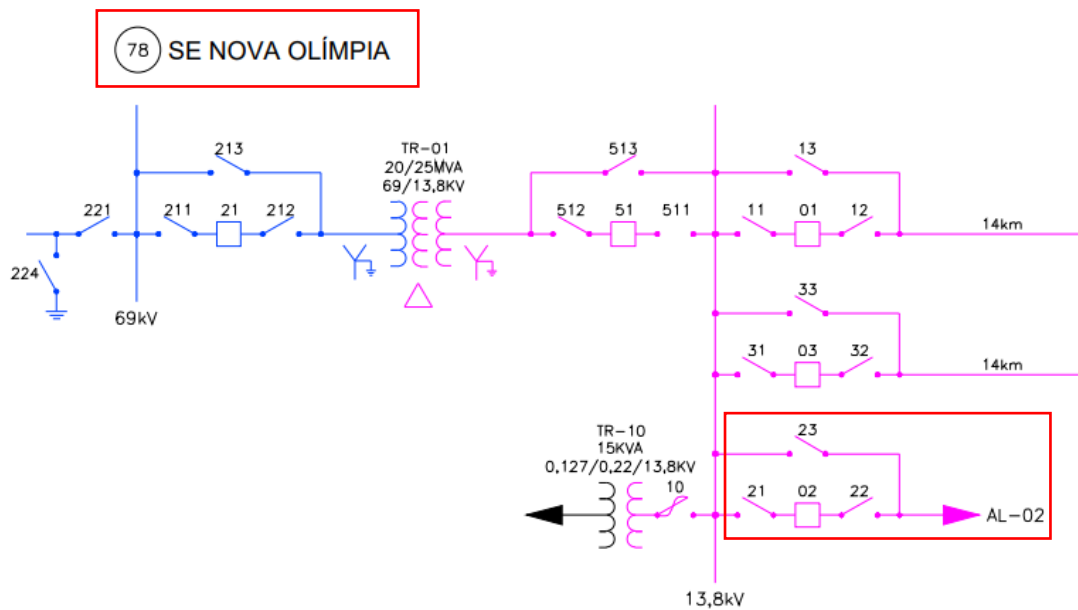 78 SE NOVA OLÍMPIA
TR-01
20/25MVA
69/13,8KV
213
513
13
221
211
21
212
512
51
511
11
01
12
14km
224
69kV
33
31
03
32
14km
TR-10
15KVA
0,127/0,22/13,8KV
10
23
21
02
22
AL-02
13,8kV